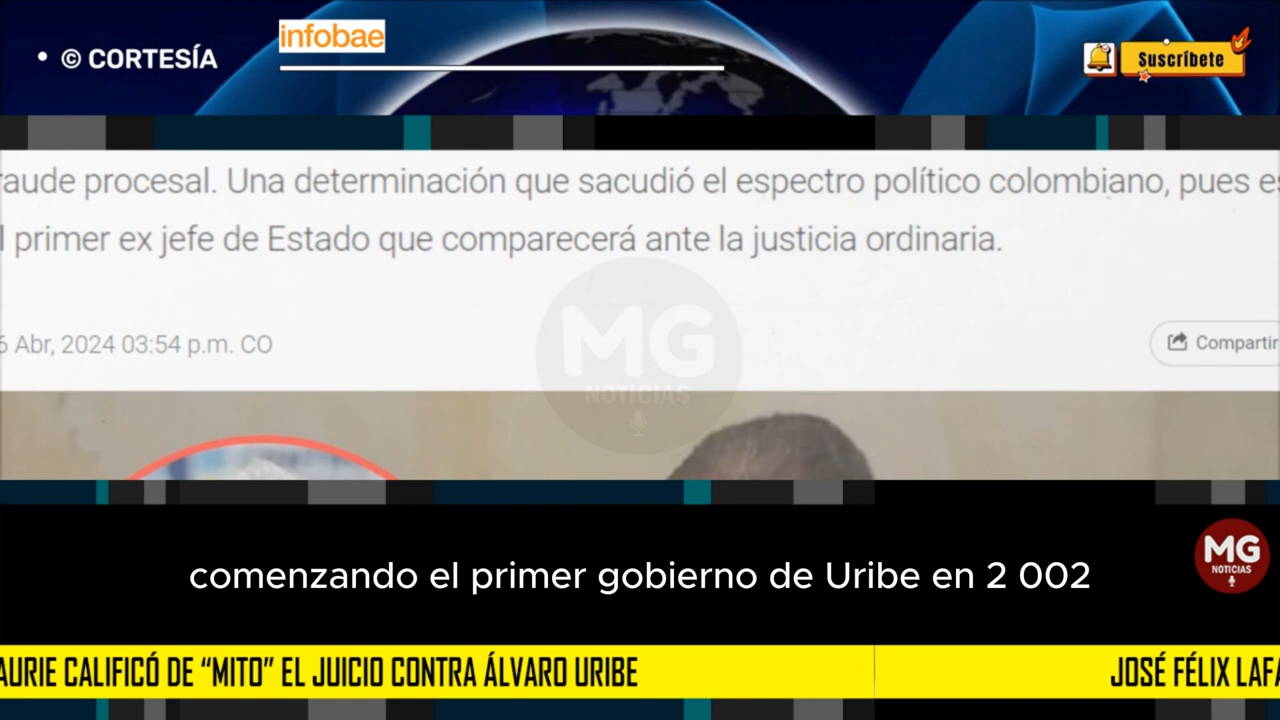 infobae
• © CORTESÍA
Suscríbete
raude procesal. Una determinación que sacudió el espectro político colombiano, pues es
l primer ex jefe de Estado que comparecerá ante la justicia ordinaria.
MG
NOTICIAS
6 Abr, 2024 03:54 p.m. CO
Compartir
MG
NOTICIAS
comenzando el primer gobierno de Uribe en 2 002
AURIE CALIFICÓ DE “MITO” EL JUICIO CONTRA ÁLVARO URIBE
JOSÉ FÉLIX LAFA